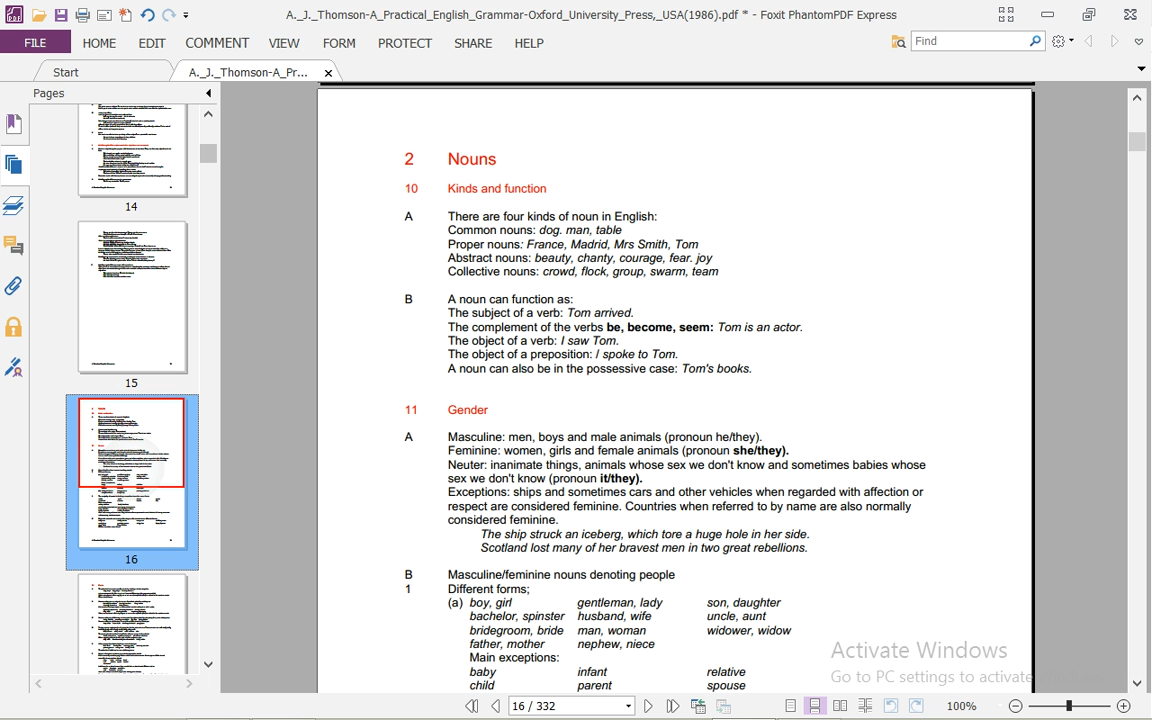 A._J._Thomson-A_Practical_English_Grammar-Oxford_University_Press,_USA(1986).pdf * - Foxit PhantomPDF Express
FILE HOME EDIT COMMENT VIEW FORM PROTECT SHARE HELP Find
Start A._J._Thomson-A_Pr...
Pages
14
15
16
2 Nouns
10 Kinds and function
A There are four kinds of noun in English:
Common nouns: dog. man, table
Proper nouns: France, Madrid, Mrs Smith, Tom
Abstract nouns: beauty, chanty, courage, fear. joy
Collective nouns: crowd, flock, group, swarm, team
B A noun can function as:
The subject of a verb: Tom arrived.
The complement of the verbs be, become, seem: Tom is an actor.
The object of a verb: I saw Tom.
The object of a preposition: / spoke to Tom.
A noun can also be in the possessive case: Tom's books.
11 Gender
A Masculine: men, boys and male animals (pronoun he/they).
Feminine: women, girls and female animals (pronoun she/they).
Neuter: inanimate things, animals whose sex we don't know and sometimes babies whose
sex we don't know (pronoun it/they).
Exceptions: ships and sometimes cars and other vehicles when regarded with affection or
respect are considered feminine. Countries when referred to by name are also normally
considered feminine.
The ship struck an iceberg, which tore a huge hole in her side.
Scotland lost many of her bravest men in two great rebellions.
B Masculine/feminine nouns denoting people
1 Different forms;
(a) boy, girl gentleman, lady son, daughter
bachelor, spinster husband, wife uncle, aunt
bridegroom, bride man, woman widower, widow
father, mother nephew, niece
Main exceptions:
baby infant relative
child parent spouse
Activate Windows
Go to PC settings to activate
16 / 332 100%